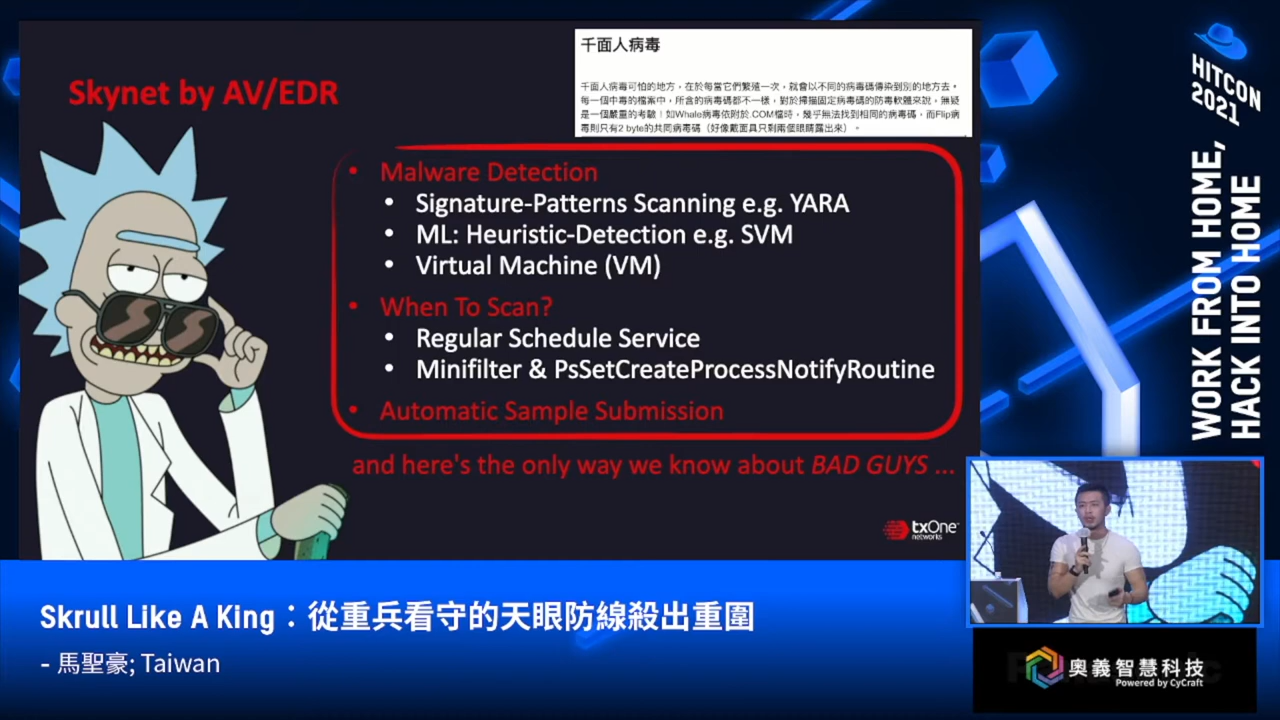 Skynet by AV/EDR
千面人病毒
千面人病毒可怕的地方，在於每當它們繁殖一次，就會以不同的病毒碼傳染到別的地方去。
每一個中毒的檔案中，所含的病毒碼都不一樣，對於掃描固定病毒碼的防毒軟體來說，無疑
是一個嚴重的考驗！如Whale病毒依附於.COM檔時，幾乎無法找到相同的病毒碼，而Flip病
毒則只有2 byte的共同病毒碼（好像戴面具只剩兩個眼睛露出來）。
• Malware Detection
• Signature-Patterns Scanning e.g. YARA
• ML: Heuristic-Detection e.g. SVM
• Virtual Machine (VM)
• When To Scan?
• Regular Schedule Service
• Minifilter & PsSetCreateProcessNotifyRoutine
• Automatic Sample Submission
and here's the only way we know about BAD GUYS ...
txOne
networks
HITCON
2021
WORK FROM HOME,
HACK INTO HOME
Skrull Like A King：從重兵看守的天眼防線殺出重圍
- 馬聖豪; Taiwan
奧義智慧科技
Powered by CyCraft